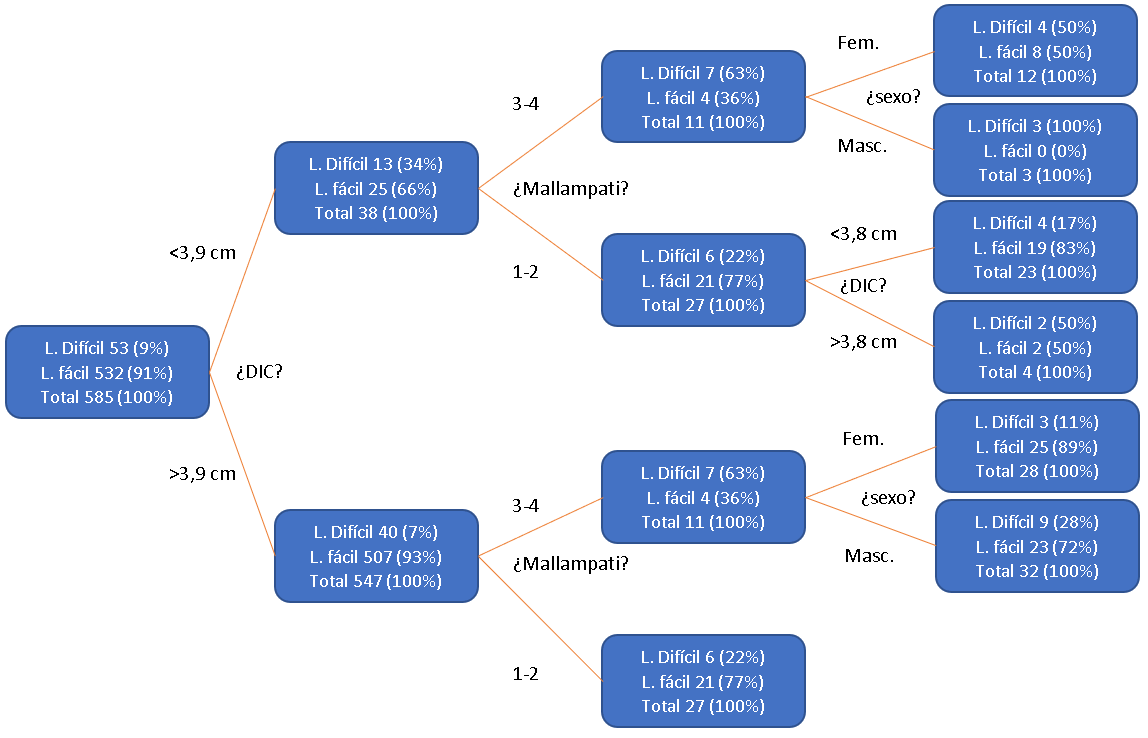 L. Difícil 53 (9%)
L. fácil 532 (91%)
Total 585 (100%)
¿DIC?
<3,9 cm
>3,9 cm
L. Difícil 13 (34%)
L. fácil 25 (66%)
Total 38 (100%)
¿Mallampati?
3-4
1-2
L. Difícil 7 (63%)
L. fácil 4 (36%)
Total 11 (100%)
¿sexo?
Fem.
Masc.
L. Difícil 4 (50%)
L. fácil 8 (50%)
Total 12 (100%)
L. Difícil 3 (100%)
L. fácil 0 (0%)
Total 3 (100%)
L. Difícil 6 (22%)
L. fácil 21 (77%)
Total 27 (100%)
<3,8 cm
¿DIC?
>3,8 cm
L. Difícil 4 (17%)
L. fácil 19 (83%)
Total 23 (100%)
L. Difícil 2 (50%)
L. fácil 2 (50%)
Total 4 (100%)
L. Difícil 40 (7%)
L. fácil 507 (93%)
Total 547 (100%)
¿Mallampati?
3-4
1-2
L. Difícil 7 (63%)
L. fácil 4 (36%)
Total 11 (100%)
Fem.
¿sexo?
Masc.
L. Difícil 3 (11%)
L. fácil 25 (89%)
Total 28 (100%)
L. Difícil 9 (28%)
L. fácil 23 (72%)
Total 32 (100%)
L. Difícil 6 (22%)
L. fácil 21 (77%)
Total 27 (100%)